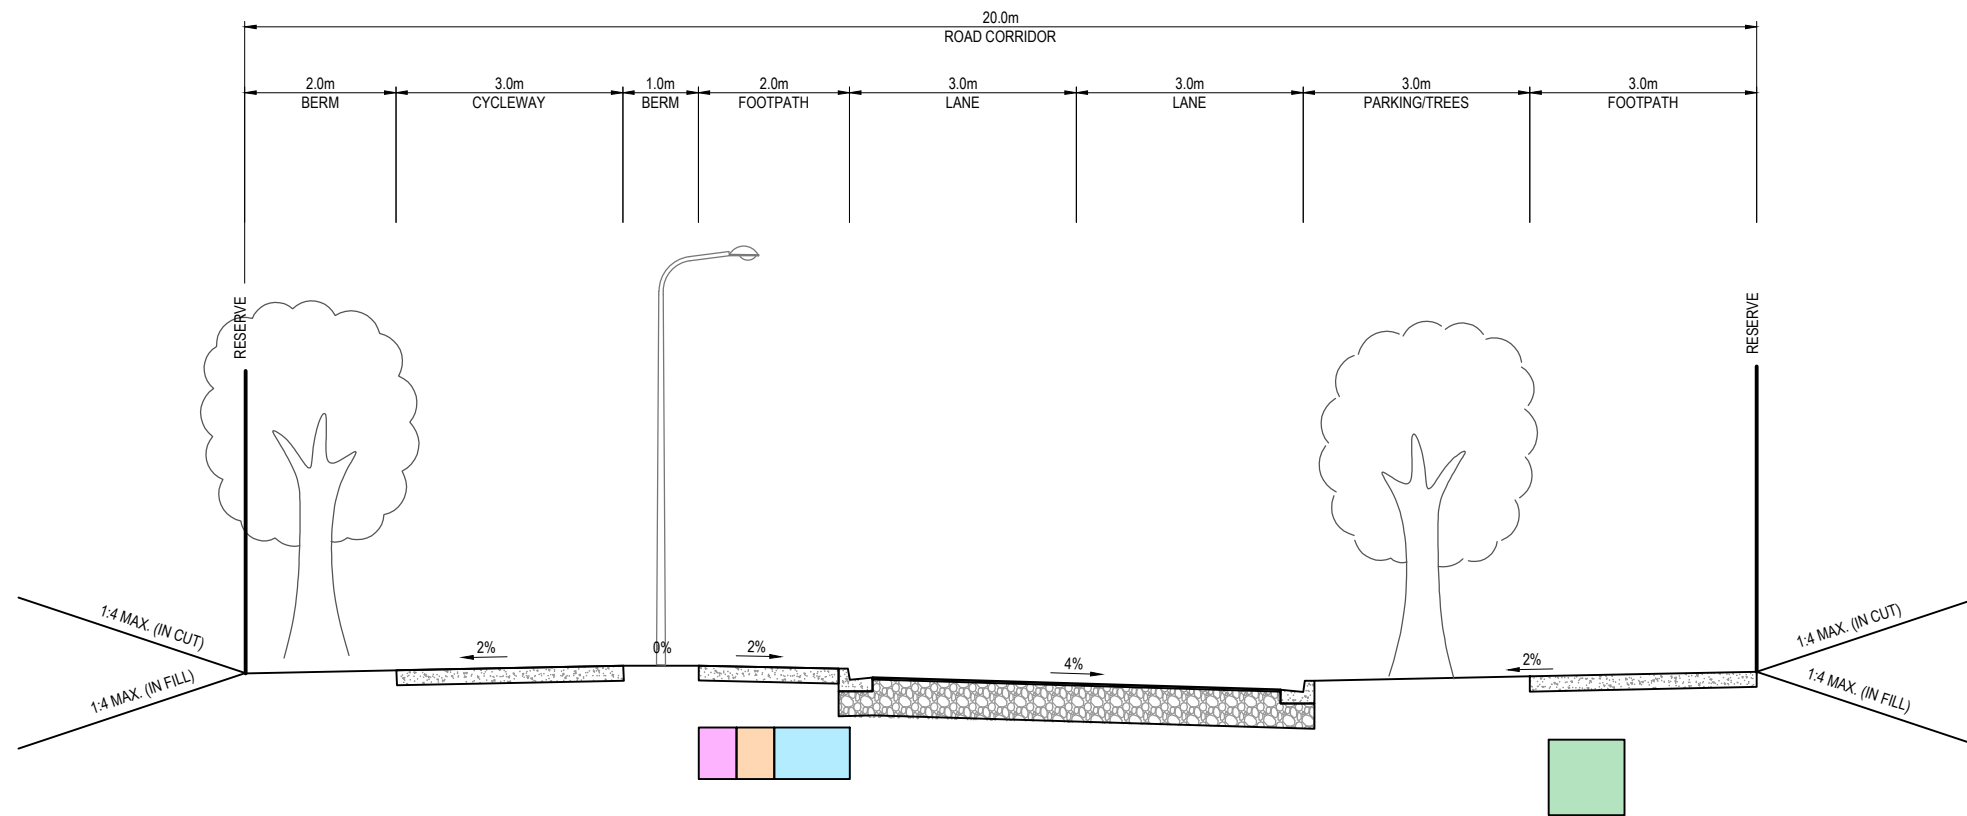 20.0m
ROAD CORRIDOR
2.0m
BERM
3.0m
CYCLEWAY
1.0m
BERM
2.0m
FOOTPATH
3.0m
LANE
3.0m
LANE
3.0m
PARKING/TREES
3.0m
FOOTPATH
RESERVE
RESERVE
1:4 MAX. (IN CUT)
1:4 MAX. (IN FILL)
2%
0%
2%
4%
2%
1:4 MAX. (IN CUT)
1:4 MAX. (IN FILL)